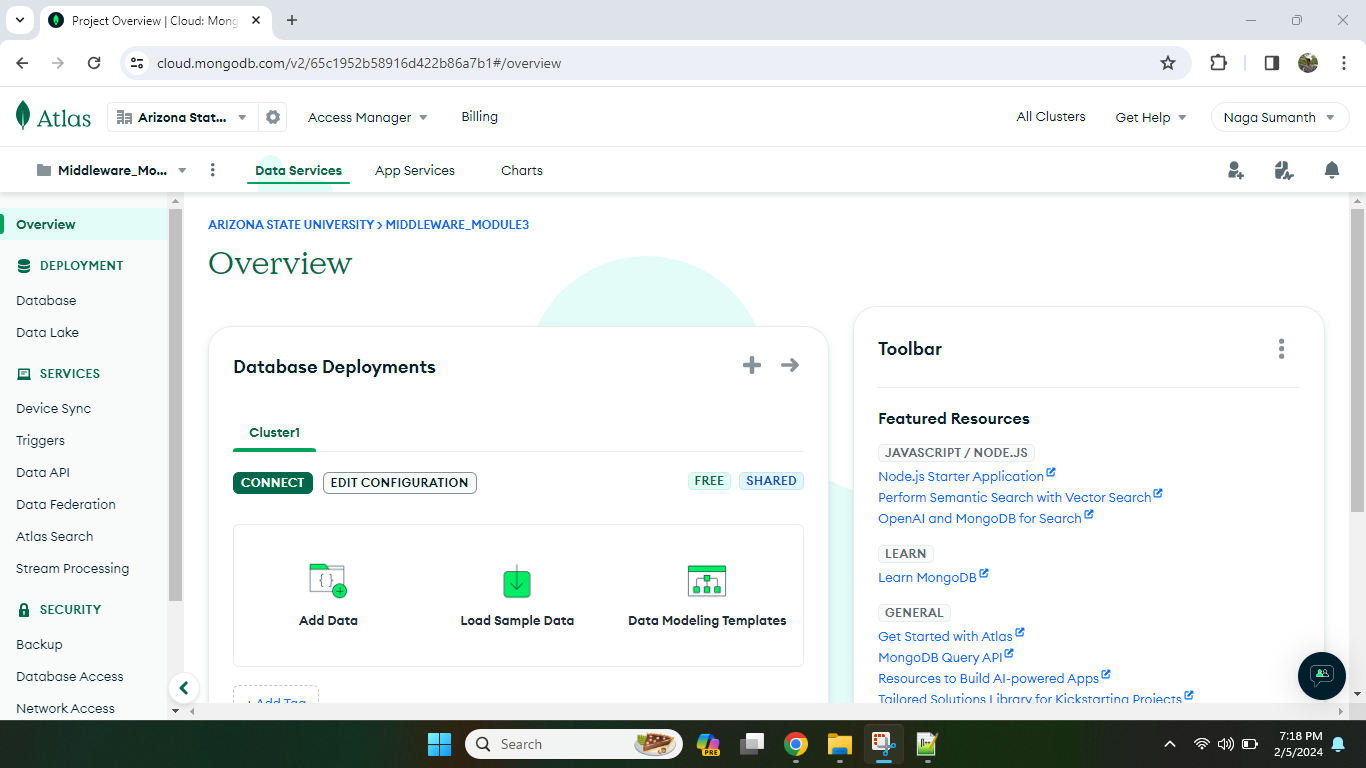 Project Overview | Cloud: Mong
cloud.mongodb.com/v2/65c1952b58916d422b86a7b1#/overview
Atlas
Arizona Stat...
Access Manager
Billing
All Clusters
Get Help
Naga Sumanth
Middleware_Mo...
Data Services
App Services
Charts
Overview
DEPLOYMENT
Database
Data Lake
SERVICES
Device Sync
Triggers
Data API
Data Federation
Atlas Search
Stream Processing
SECURITY
Backup
Database Access
Network Access
ARIZONA STATE UNIVERSITY > MIDDLEWARE_MODULE3
Overview
Database Deployments
Cluster1
CONNECT
EDIT CONFIGURATION
FREE
SHARED
{ }
Add Data
Load Sample Data
Data Modeling Templates
+ Add Tag
Toolbar
Featured Resources
JAVASCRIPT / NODE.JS
Node.js Starter Application
Perform Semantic Search with Vector Search
OpenAI and MongoDB for Search
LEARN
Learn MongoDB
GENERAL
Get Started with Atlas
MongoDB Query API
Resources to Build AI-powered Apps
Tailored Solutions Library for Kickstarting Projects
Search
PRE
7:18 PM
2/5/2024